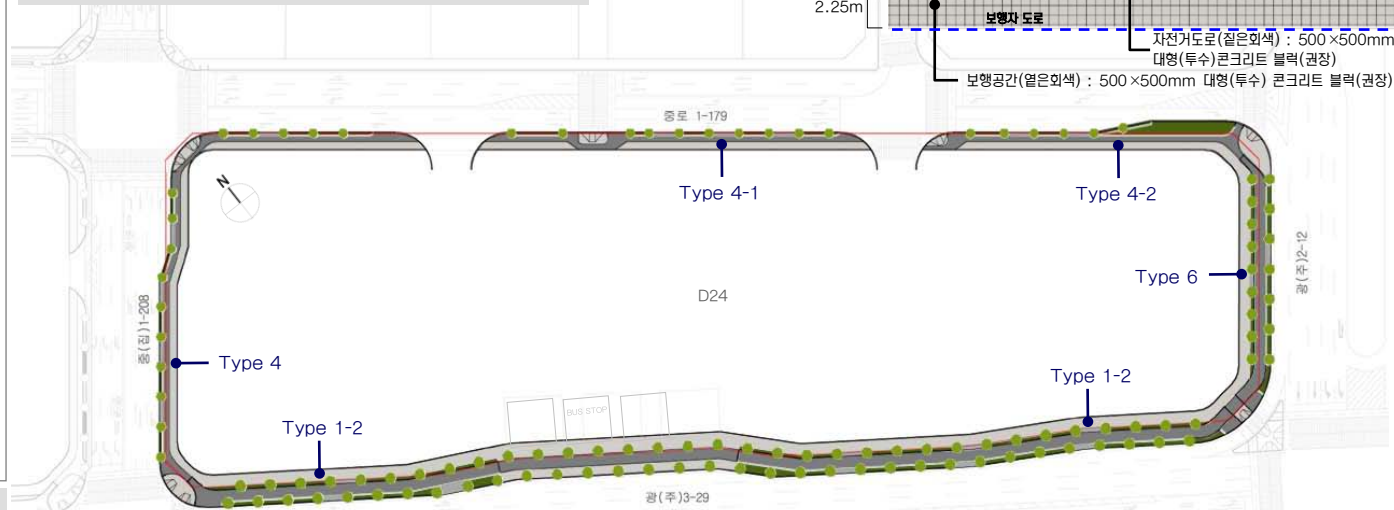 2.25m
보행자 도로
자전거도로(짙은회색) : 500×500mm
대형(투수)콘크리트 블럭(권장)
보행공간(옅은회색) : 500×500mm 대형(투수) 콘크리트 블럭(권장)
중로 1-179
Type 4-1
Type 4-2
N
광(주)2-12
Type 6
D24
중(집)1-208
Type 4
Type 1-2
BUS STOP
Type 1-2
광(주)3-29